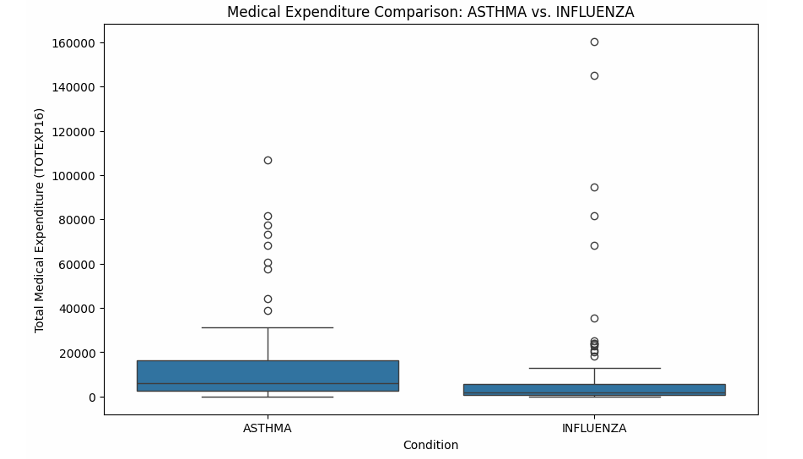 Medical Expenditure Comparison: ASTHMA vs. INFLUENZA
Total Medical Expenditure (TOTEXP16)
160000
140000
120000
100000
80000
60000
40000
20000
0
ASTHMA
INFLUENZA
Condition